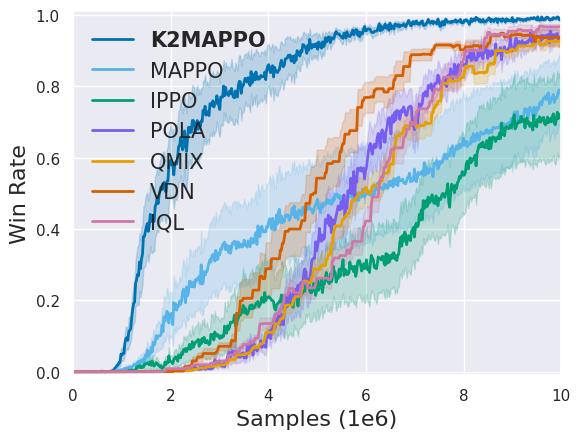 1.0
0.8
0.6
0.4
0.2
0.0
Win Rate
K2MAPPO
MAPPO
IPPO
POLA
QMIX
VDN
IQL
0 2 4 6 8 10
Samples (1e6)